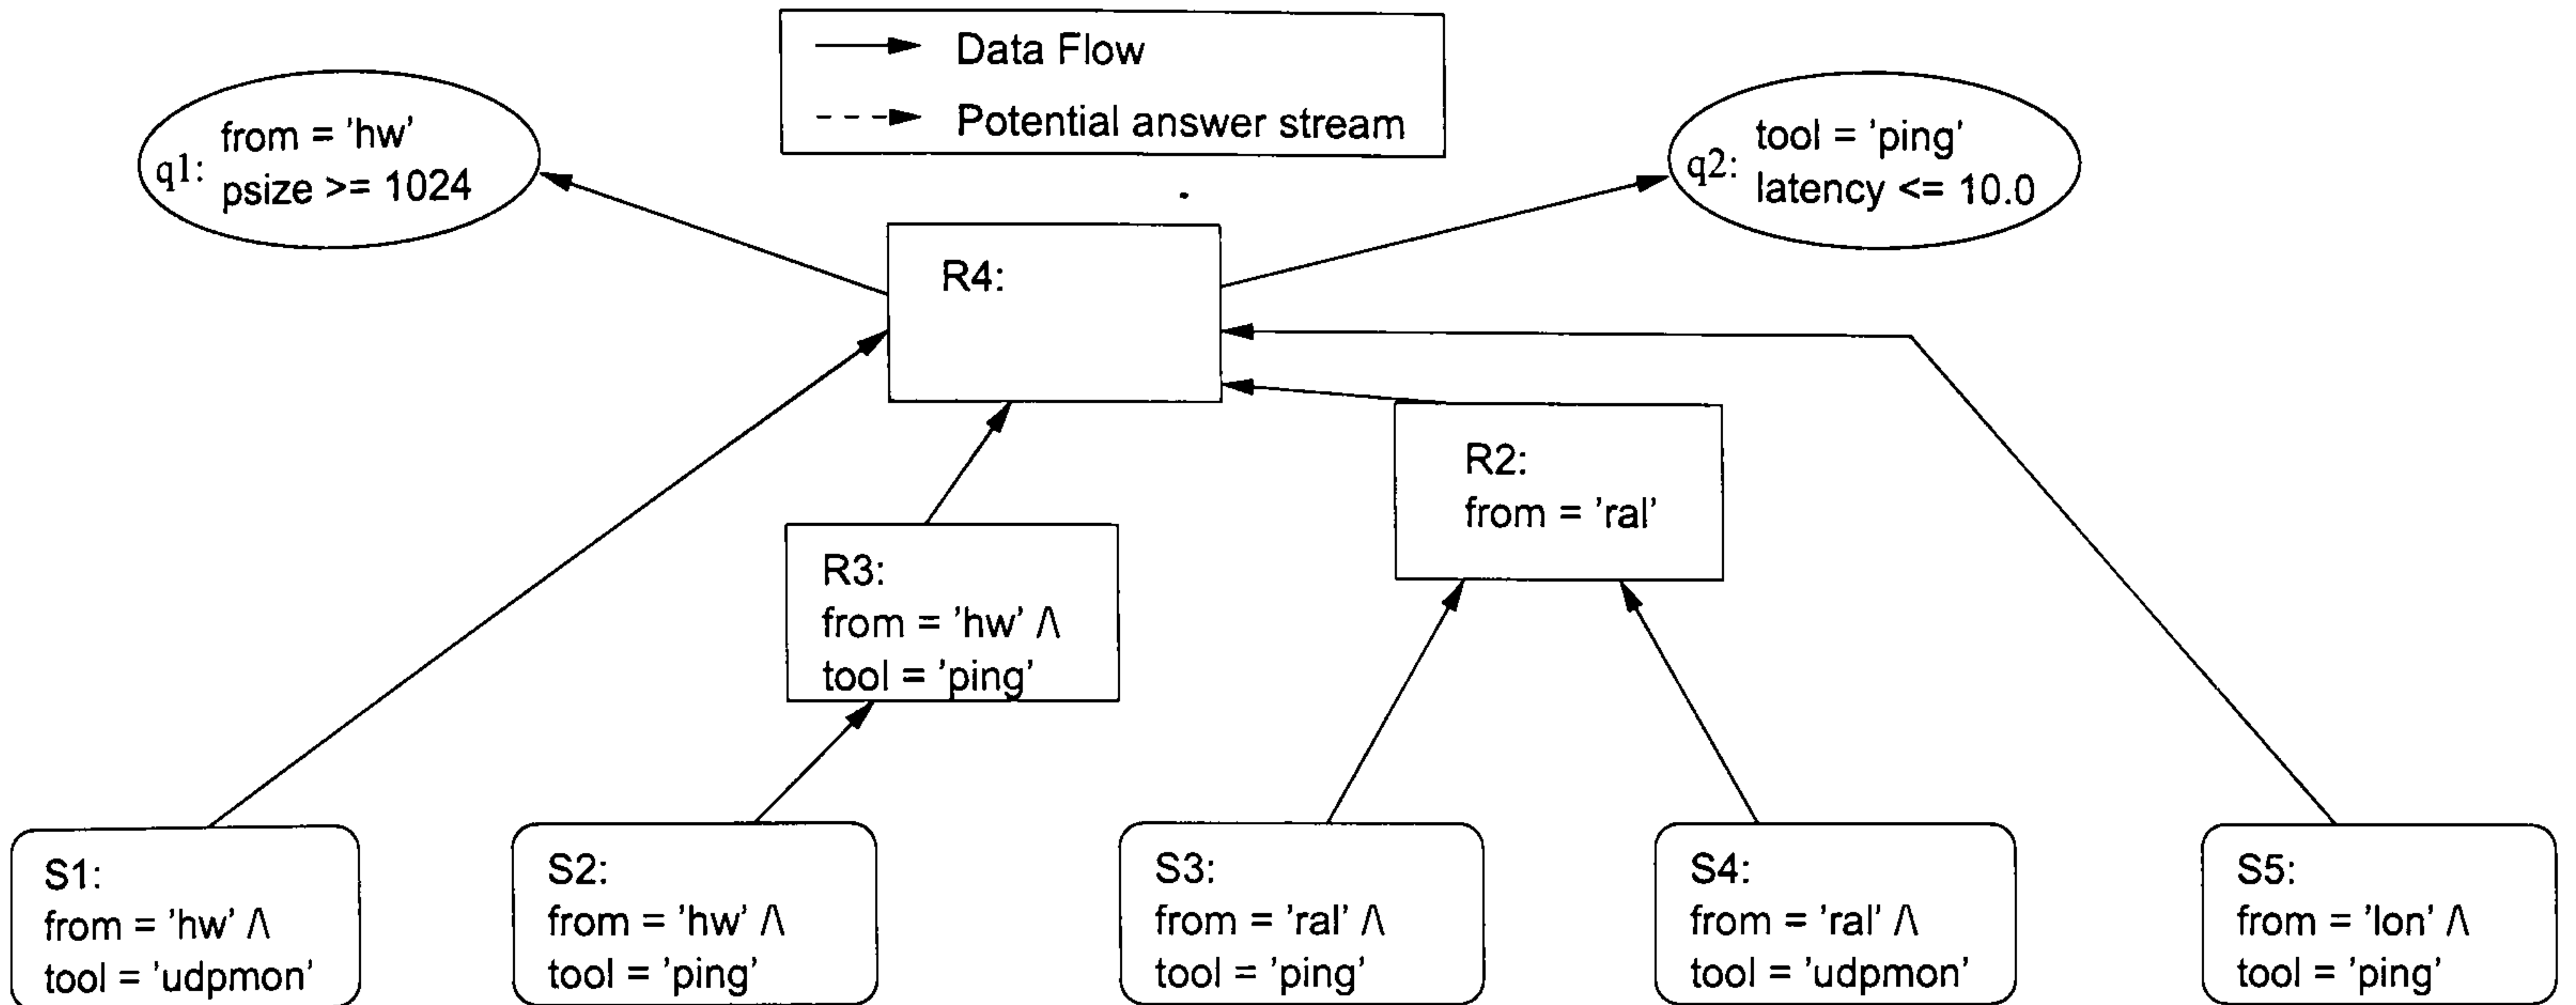 Data Flow
Potential answer stream
q1: from = 'hw'
psize >= 1024
q2: tool = 'ping'
latency <= 10.0
R4:
R2:
from = 'ral'
R3:
from = 'hw' /\
tool = 'ping'
S1:
from = 'hw' /\
tool = 'udpmon'
S2:
from = 'hw' /\
tool = 'ping'
S3:
from = 'ral' /\
tool = 'ping'
S4:
from = 'ral' /\
tool = 'udpmon'
S5:
from = 'lon' /\
tool = 'ping'